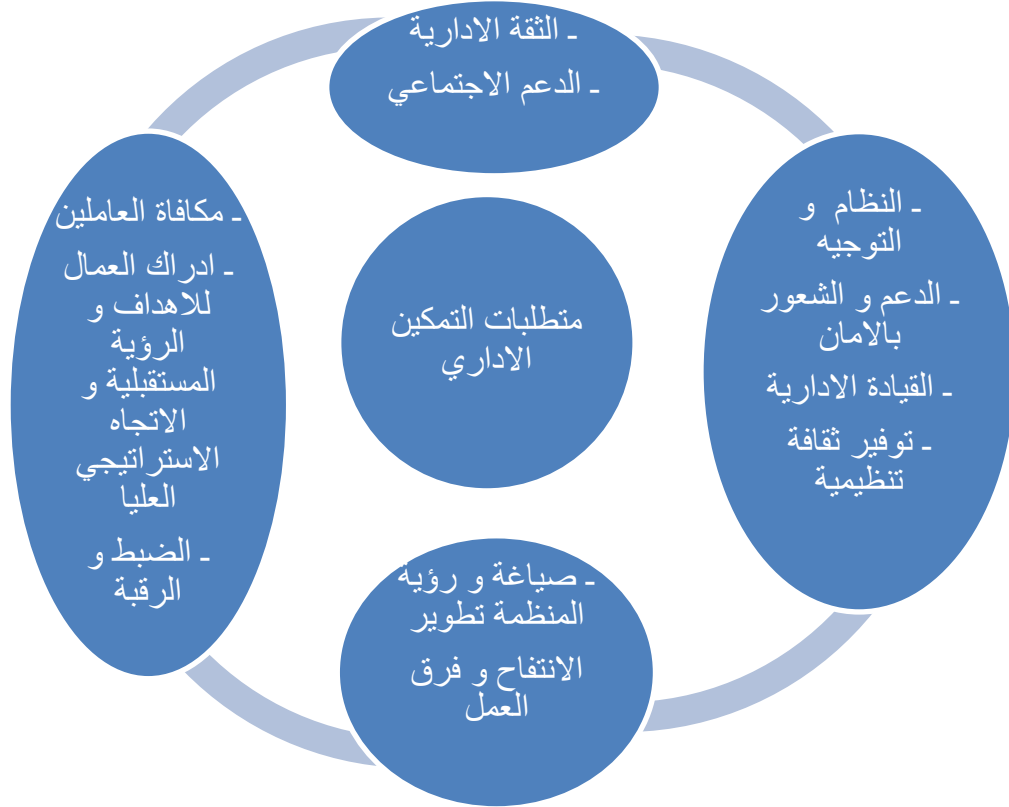 ـ الثقة الادارية
ـ الدعم الاجتماعي
ـ النظام و
التوجيه
ـ الدعم و الشعور
بالامان
ـ القيادة الادارية
ـ توفير ثقافة
تنظيمية
متطلبات التمكين
الاداري
ـ صياغة و رؤية
المنظمة تطوير
الانتفاح و فرق
العمل
ـ مكافاة العاملين
ـ ادراك العمال
للاهداف و
الرؤية
المستقبلية و
الاتجاه
الاستراتيجي
العليا
ـ الضبط و
الرقبة